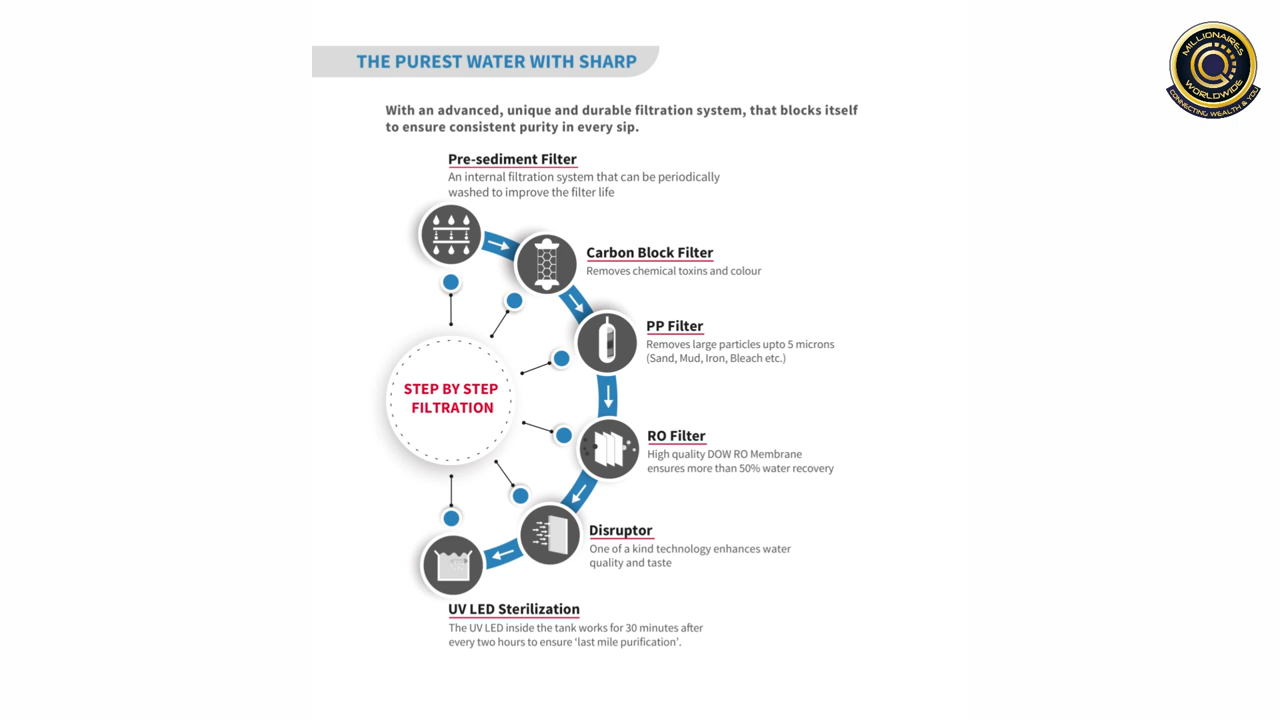 THE PUREST WATER WITH SHARP
MILLIONAIRES
WORLDWIDE
CONNECTING WEALTH & YOU
With an advanced, unique and durable filtration system, that blocks itself
to ensure consistent purity in every sip.
Pre-sediment Filter
An internal filtration system that can be periodically
washed to improve the filter life
Carbon Block Filter
Removes chemical toxins and colour
PP Filter
Removes large particles upto 5 microns
(Sand, Mud, Iron, Bleach etc.)
STEP BY STEP
FILTRATION
RO Filter
High quality DOW RO Membrane
ensures more than 50% water recovery
Disruptor
One of a kind technology enhances water
quality and taste
UV LED Sterilization
The UV LED inside the tank works for 30 minutes after
every two hours to ensure ‘last mile purification’.